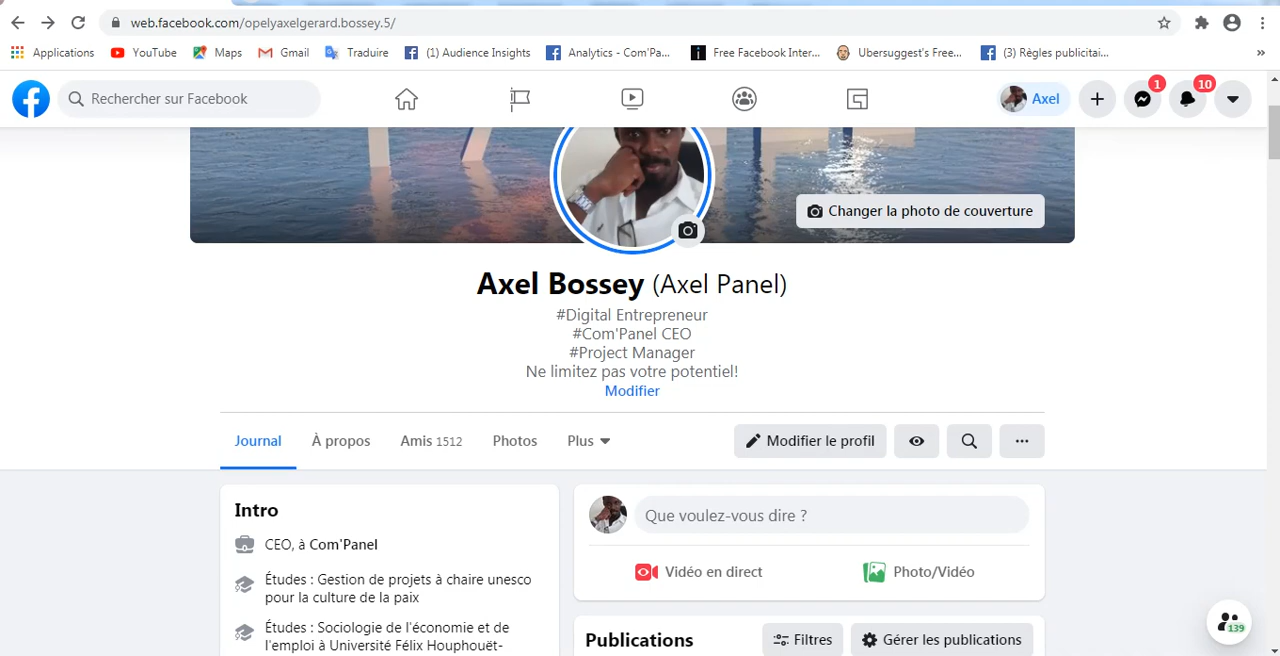 web.facebook.com/opelyaxelgerard.bossey.5/
Applications YouTube Maps Gmail Traduire (1) Audience Insights Analytics - Com'Pa... Free Facebook Inter... Ubersuggest's Free... (3) Règles publicitai... »
Rechercher sur Facebook Axel 1 10
Changer la photo de couverture
Axel Bossey (Axel Panel)
#Digital Entrepreneur
#Com'Panel CEO
#Project Manager
Ne limitez pas votre potentiel!
Modifier
Journal À propos Amis 1512 Photos Plus Modifier le profil
Intro
Que voulez-vous dire ?
CEO, à Com'Panel
Vidéo en direct Photo/Vidéo
Études : Gestion de projets à chaire unesco
pour la culture de la paix
Études : Sociologie de l'économie et de
l'emploi à Université Félix Houphouët-
Publications Filtres Gérer les publications
139